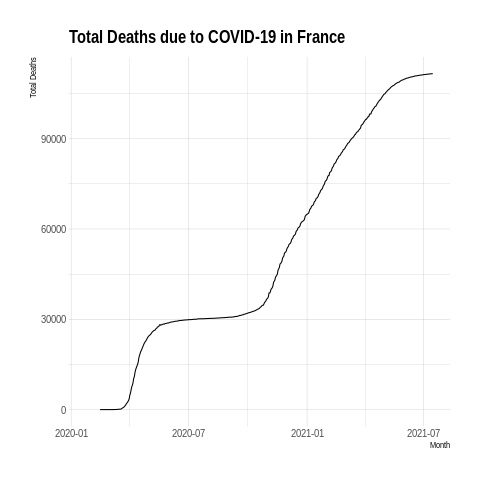 Total Deaths due to COVID-19 in France
Total Deaths
90000
60000
30000
0
2020-01 2020-07 2021-01 2021-07
Month